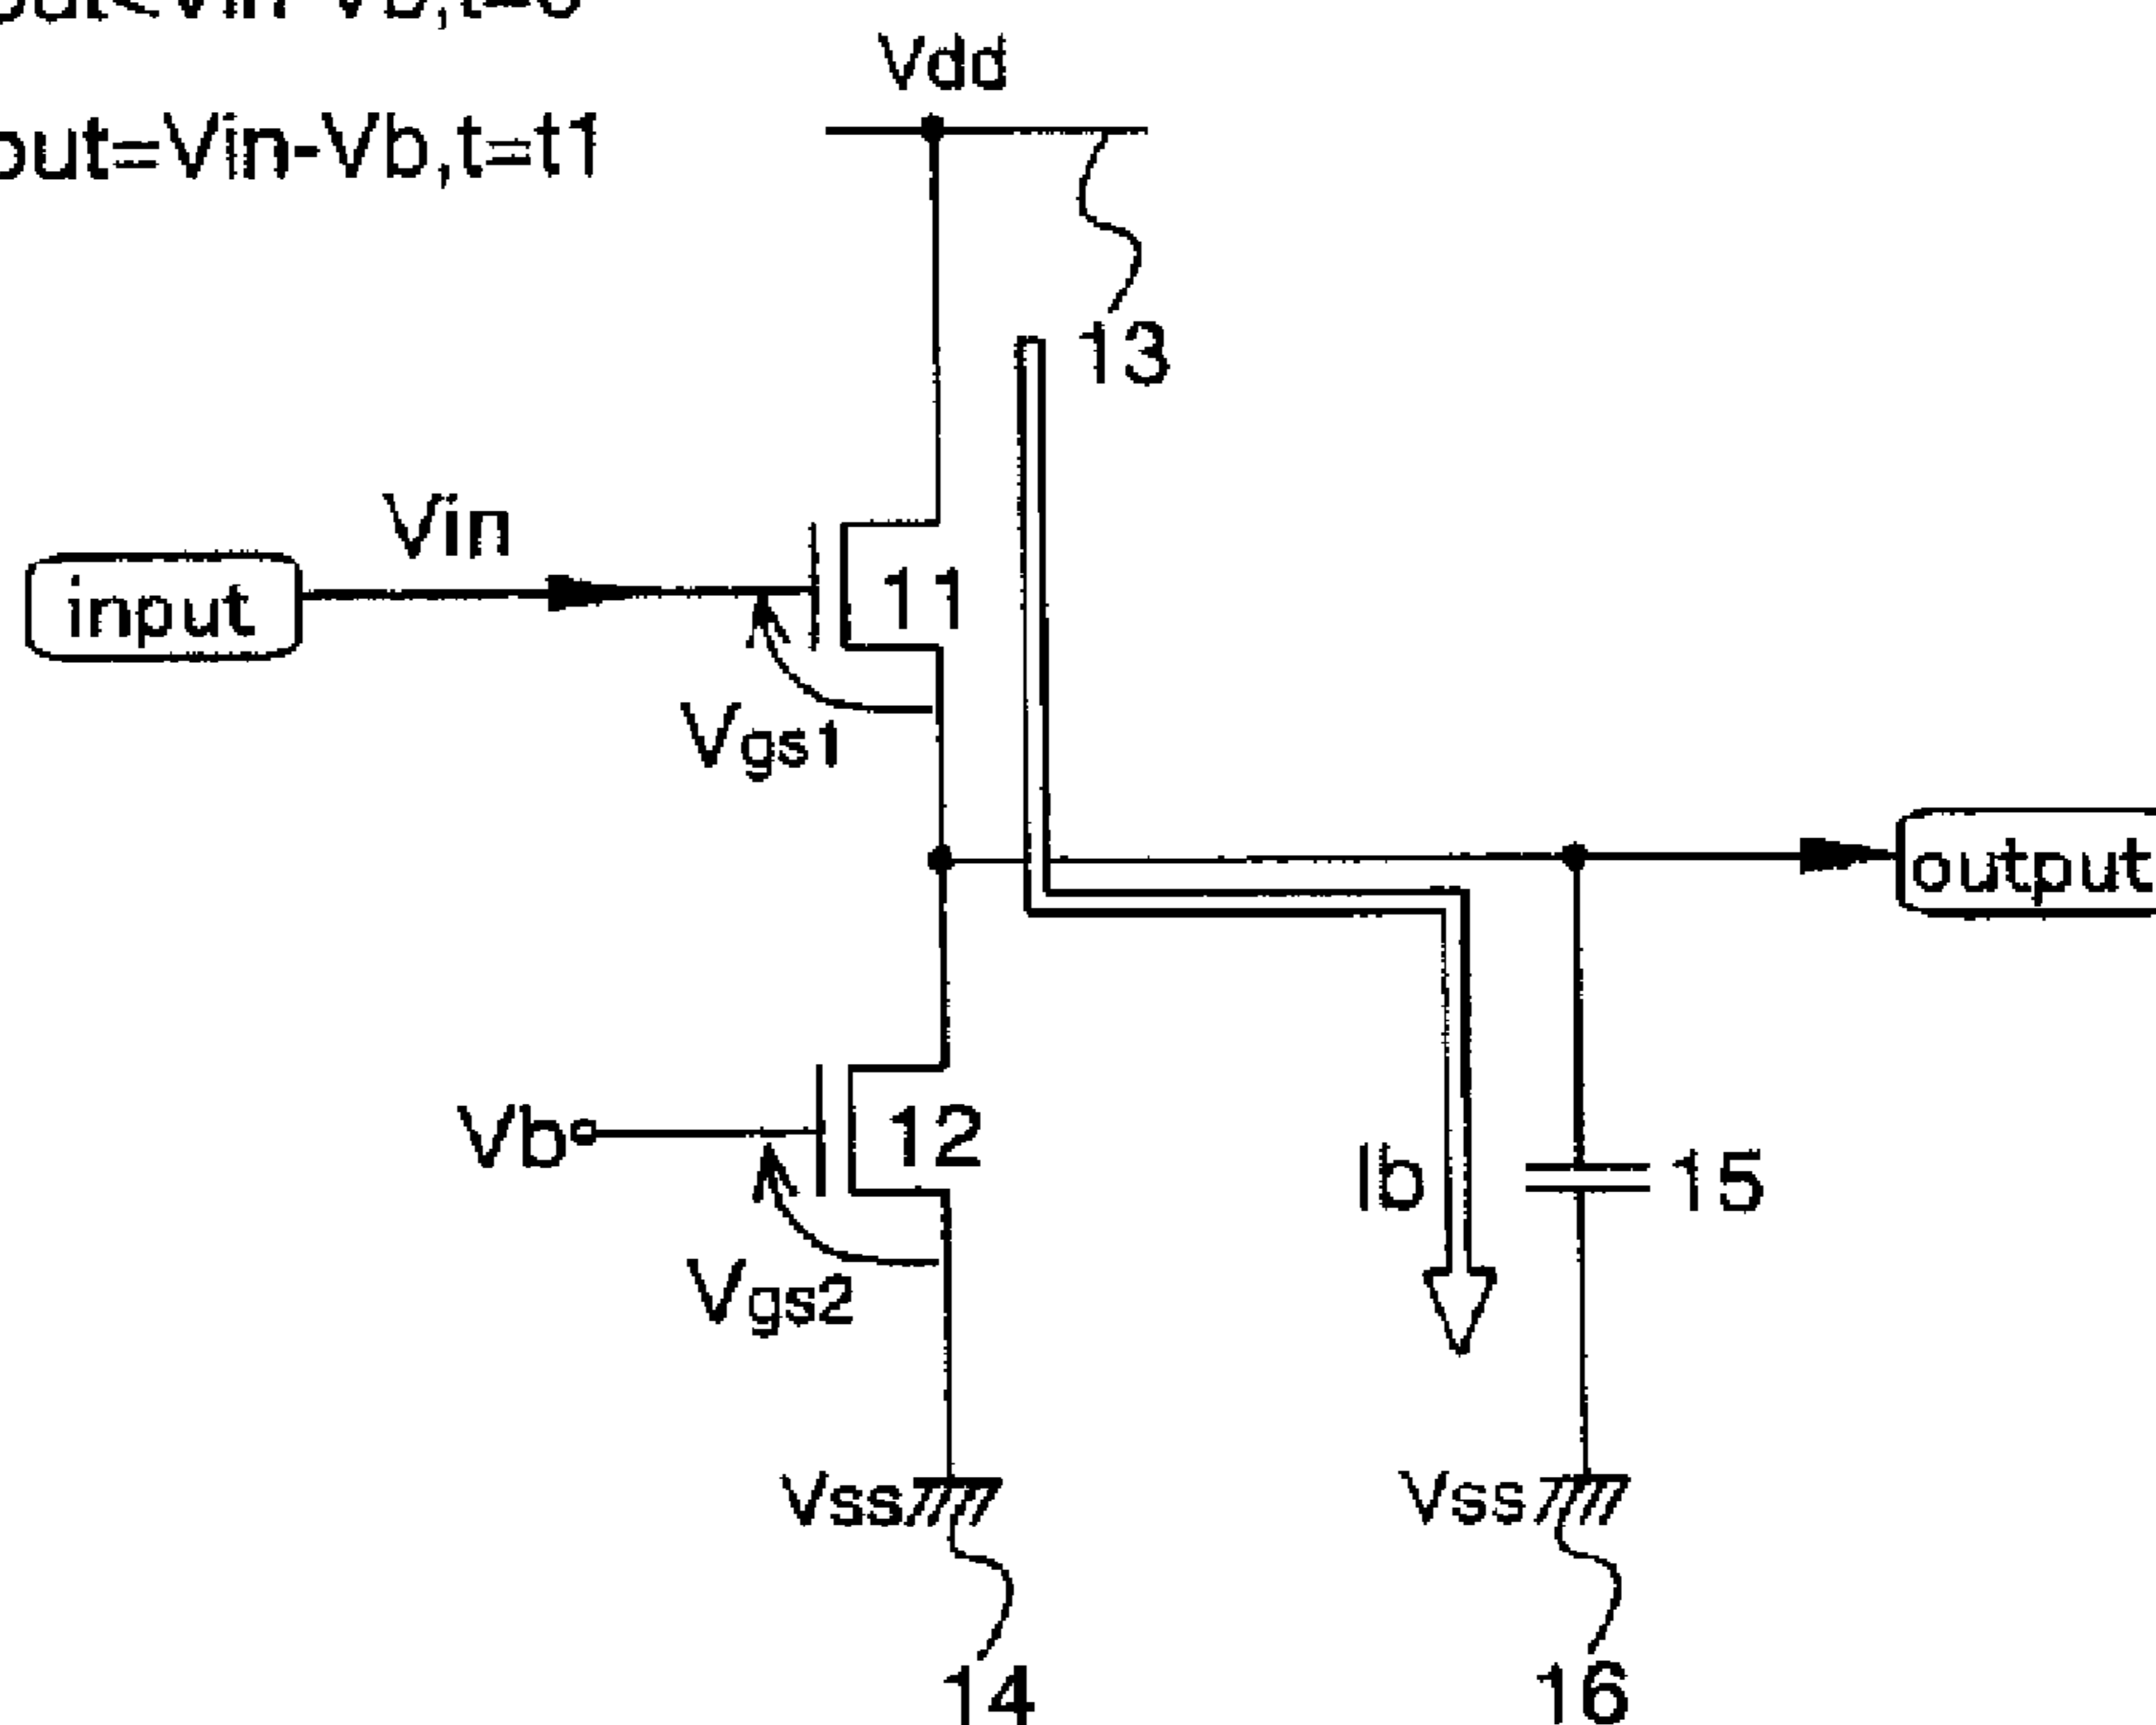 Vdd
out=Vin-Vb,t=t1
13
Vin
input
11
Vgs1
output
Vb
12
Ib
15
Vgs2
Vss
Vss
14
16